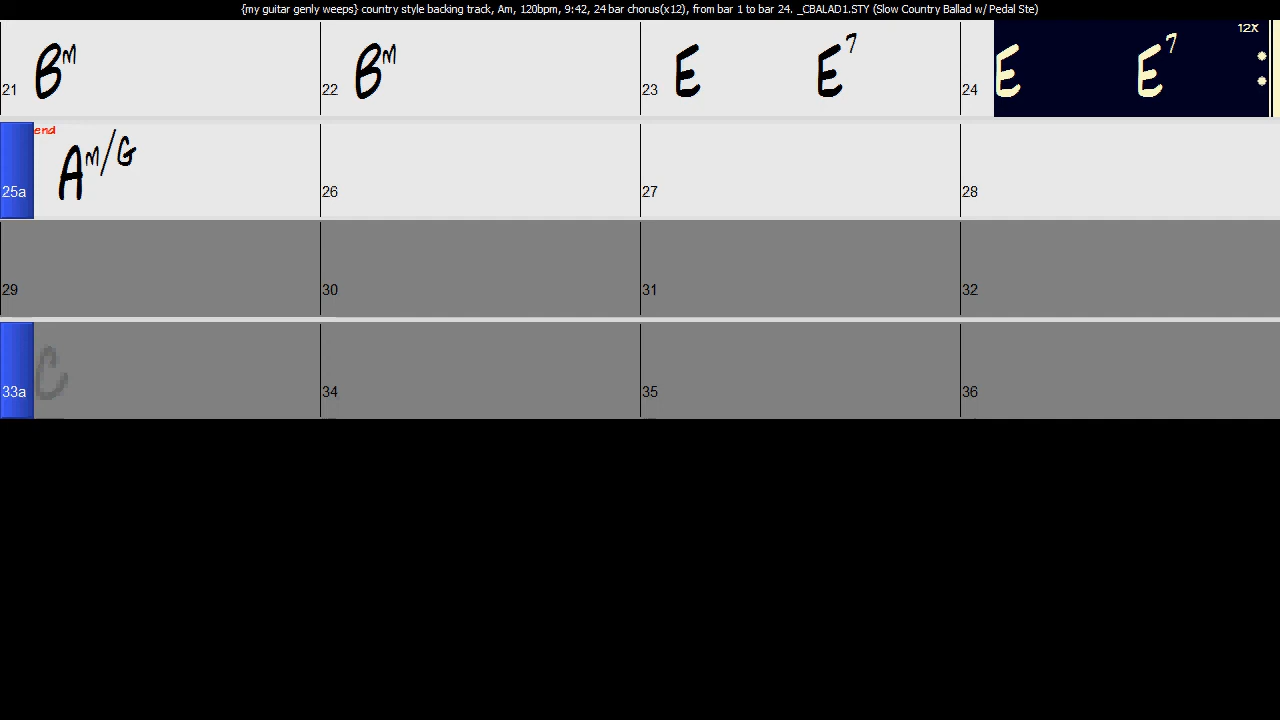 {my guitar genly weeps} country style backing track, Am, 120bpm, 9:42, 24 bar chorus(x12), from bar 1 to bar 24. _CBALAD1.STY (Slow Country Ballad w/ Pedal Ste)
12X
21 Bm 22 Bm 23 E E7 24 E E7
end
25a Am/G 26 27 28
29 30 31 32
33a C 34 35 36